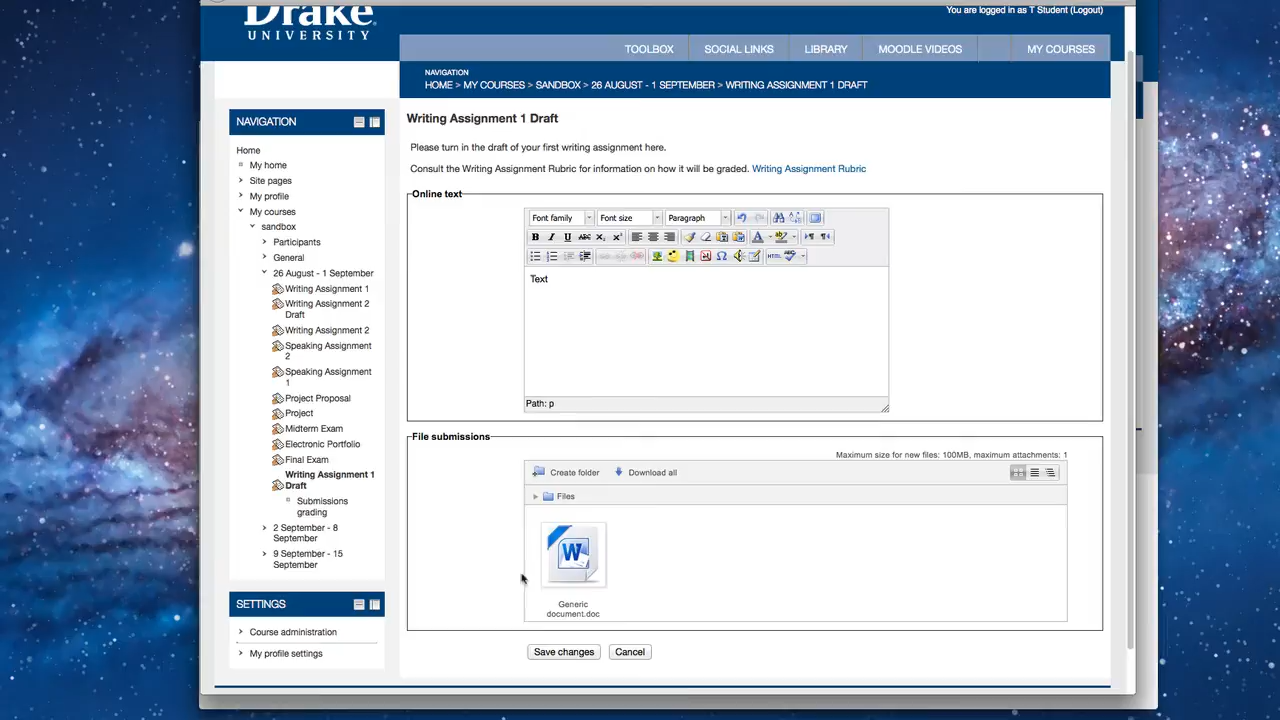 Drake
UNIVERSITY
You are logged in as T Student (Logout)
TOOLBOX
SOCIAL LINKS
LIBRARY
MOODLE VIDEOS
MY COURSES
NAVIGATION
HOME > MY COURSES > SANDBOX > 26 AUGUST - 1 SEPTEMBER > WRITING ASSIGNMENT 1 DRAFT
NAVIGATION
Home
My home
Site pages
My profile
My courses
sandbox
Participants
General
26 August - 1 September
Writing Assignment 1
Writing Assignment 2
Draft
Writing Assignment 2
Speaking Assignment
2
Speaking Assignment
1
Project Proposal
Project
Midterm Exam
Electronic Portfolio
Final Exam
Writing Assignment 1
Draft
Submissions
grading
2 September - 8
September
9 September - 15
September
SETTINGS
Course administration
My profile settings
Writing Assignment 1 Draft
Please turn in the draft of your first writing assignment here.
Consult the Writing Assignment Rubric for information on how it will be graded. Writing Assignment Rubric
Online text
Font family
Font size
Paragraph
B I U ABC X₂ X²
HTML ABC
Text
Path: p
File submissions
Maximum size for new files: 100MB, maximum attachments: 1
Create folder
Download all
Files
W
Generic
document.doc
Save changes
Cancel